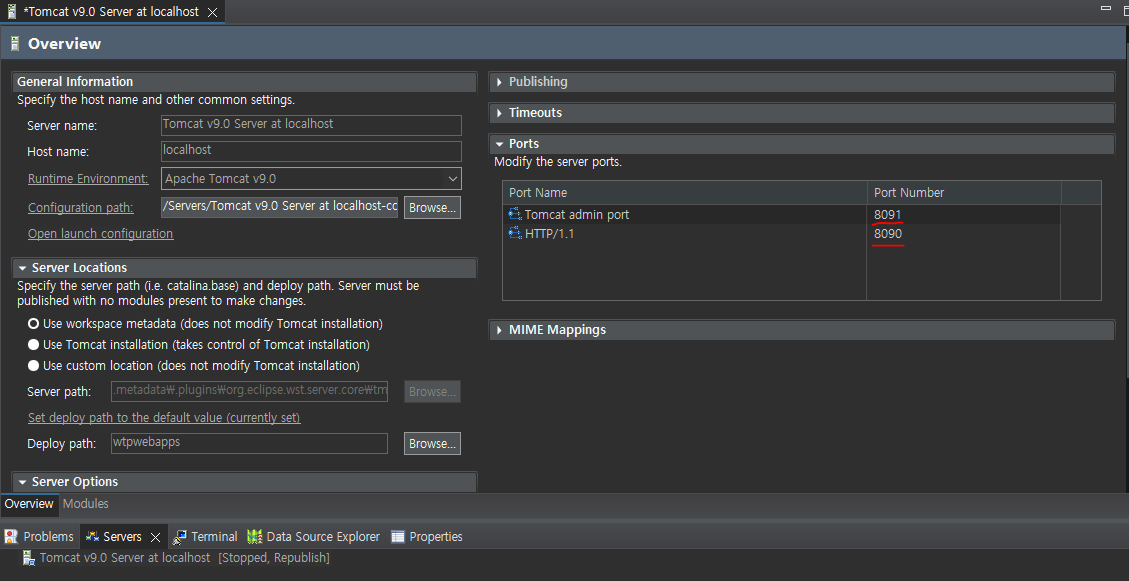 *Tomcat v9.0 Server at localhost
Overview
General Information
Specify the host name and other common settings.
Server name:
Tomcat v9.0 Server at localhost
Host name:
localhost
Runtime Environment:
Apache Tomcat v9.0
Configuration path:
/Servers/Tomcat v9.0 Server at localhost-co
Browse...
Open launch configuration
Server Locations
Specify the server path (i.e. catalina.base) and deploy path. Server must be
published with no modules present to make changes.
Use workspace metadata (does not modify Tomcat installation)
Use Tomcat installation (takes control of Tomcat installation)
Use custom location (does not modify Tomcat installation)
Server path:
.metadata₩.plugins₩org.eclipse.wst.server.core₩tm
Browse...
Set deploy path to the default value (currently set)
Deploy path:
wtpwebapps
Browse...
Server Options
Publishing
Timeouts
Ports
Modify the server ports.
Port Name Port Number
Tomcat admin port 8091
HTTP/1.1 8090
MIME Mappings
Overview Modules
Problems Servers Terminal Data Source Explorer Properties
Tomcat v9.0 Server at localhost [Stopped, Republish]